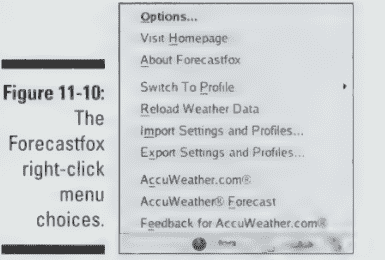 Figure 11-10:
The
Forecastfox
right-click
menu
choices.
Options...
Visit Homepage
About Forecastfox
Switch To Profile
Reload Weather Data
Import Settings and Profiles...
Export Settings and Profiles...
AccuWeather.com®
AccuWeather® Forecast
Feedback for AccuWeather.com®